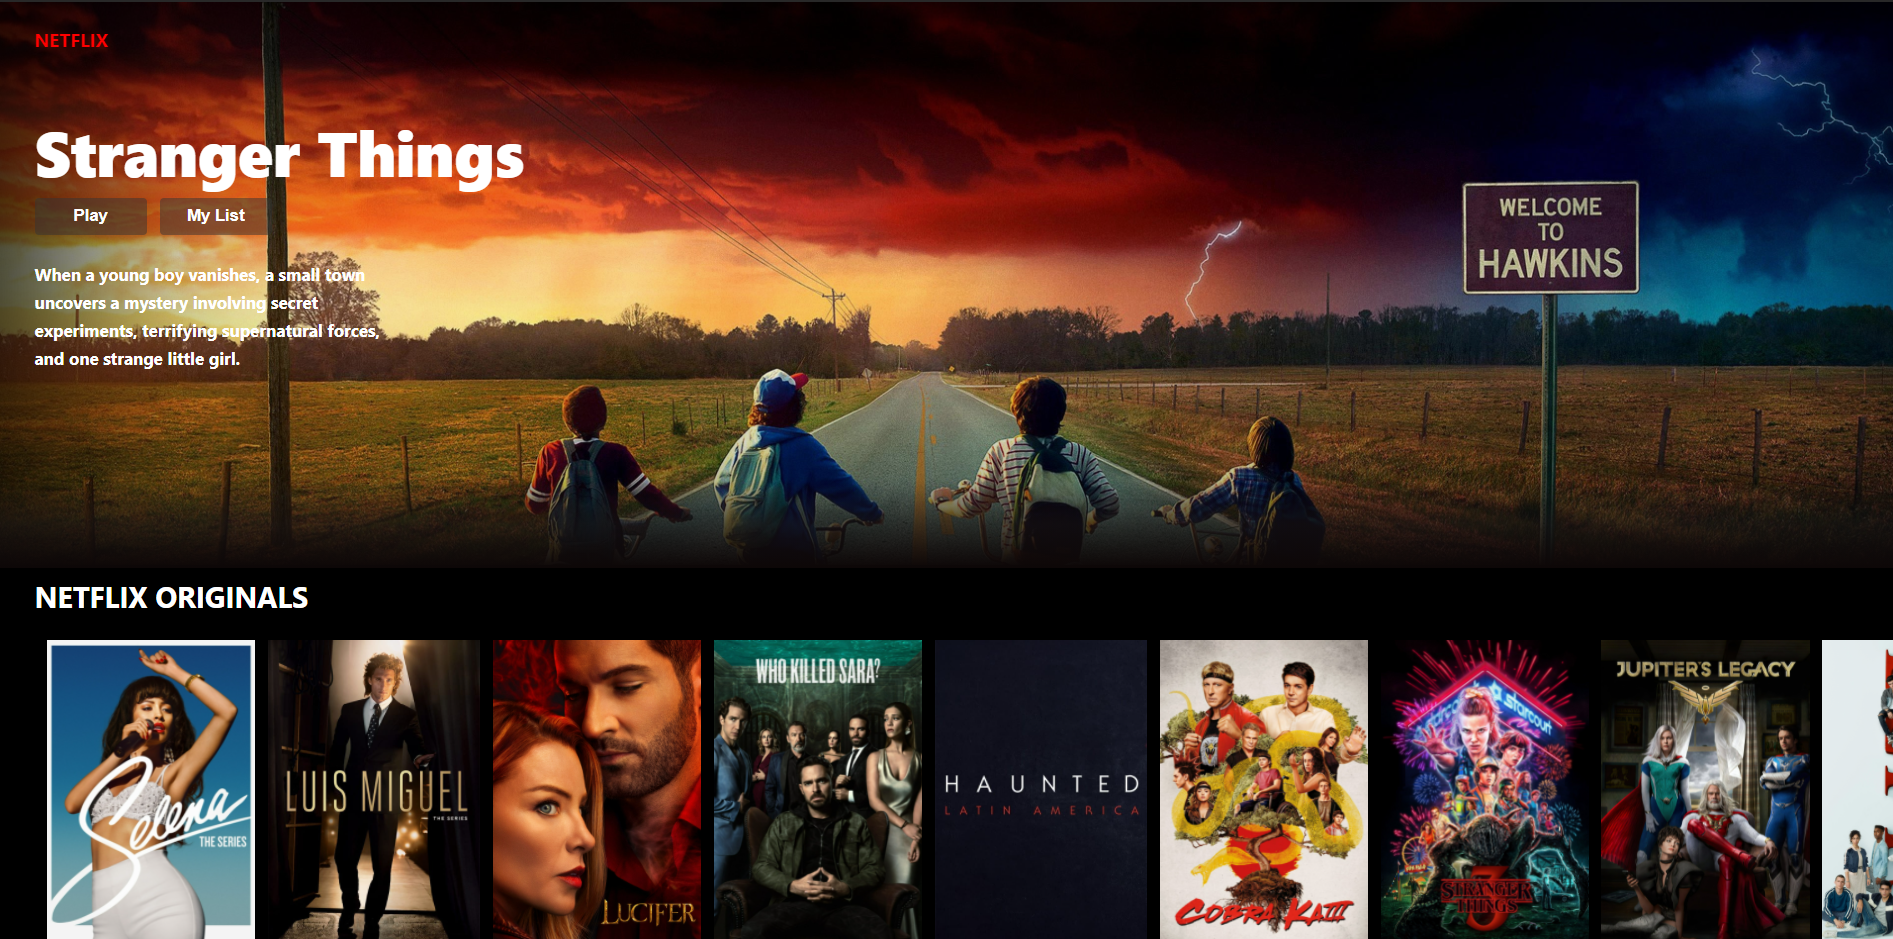 NETFLIX
Stranger Things
Play
My List
When a young boy vanishes, a small town
uncovers a mystery involving secret
experiments, terrifying supernatural forces,
and one strange little girl.
WELCOME
TO
HAWKINS
NETFLIX ORIGINALS
Selena
THE SERIES
LUIS MIGUEL
THE SERIES
LUCIFER
WHO KILLED SARA?
HAUNTED
LATIN AMERICA
COBRA KAI III
starcourt
STRANGER
THINGS
3
JUPITER'S LEGACY